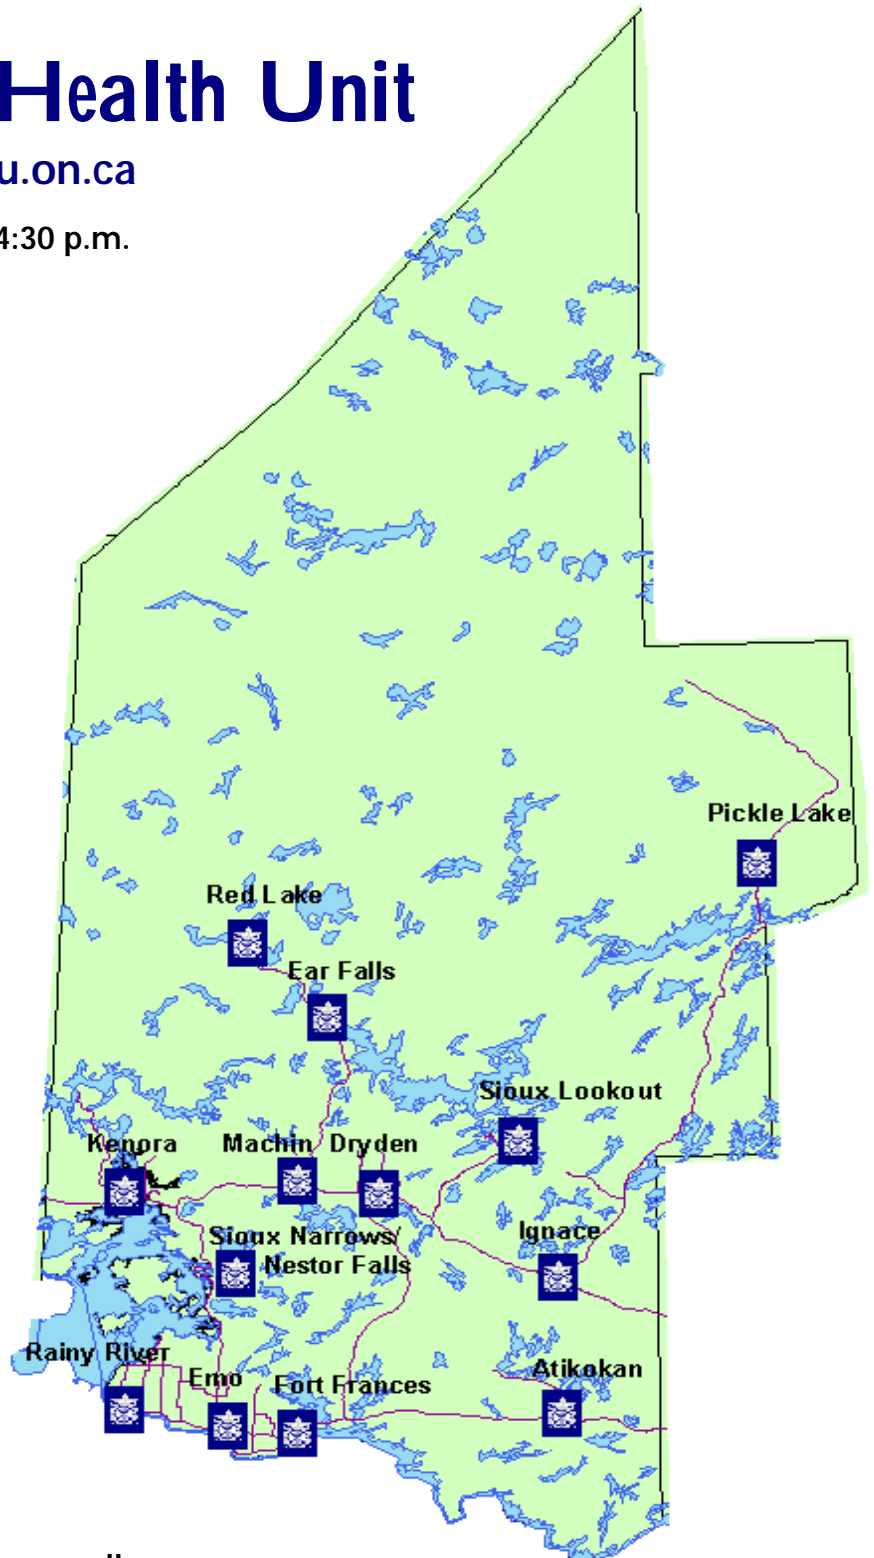 Health Unit
u.on.ca
4:30 p.m.
Pickle Lake
Red Lake
Ear Falls
Sioux Lookout
Kenora
Machin
Dryden
Ignace
Sioux Narrows/
Nestor Falls
Rainy River
Emo
Fort Frances
Atikokan